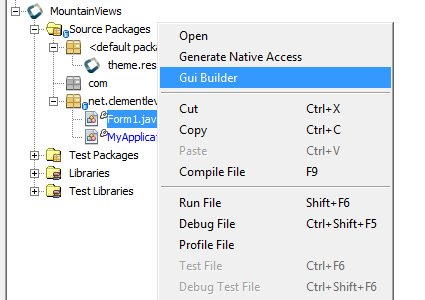 MountainViews
Source Packages
<default packa
theme.res
com
net.clementlev
Form1.jav
MyApplicat
Test Packages
Libraries
Test Libraries
Open
Generate Native Access
Gui Builder
Cut Ctrl+X
Copy Ctrl+C
Paste Ctrl+V
Compile File F9
Run File Shift+F6
Debug File Ctrl+Shift+F5
Profile File
Test File Ctrl+F6
Debug Test File Ctrl+Shift+F6